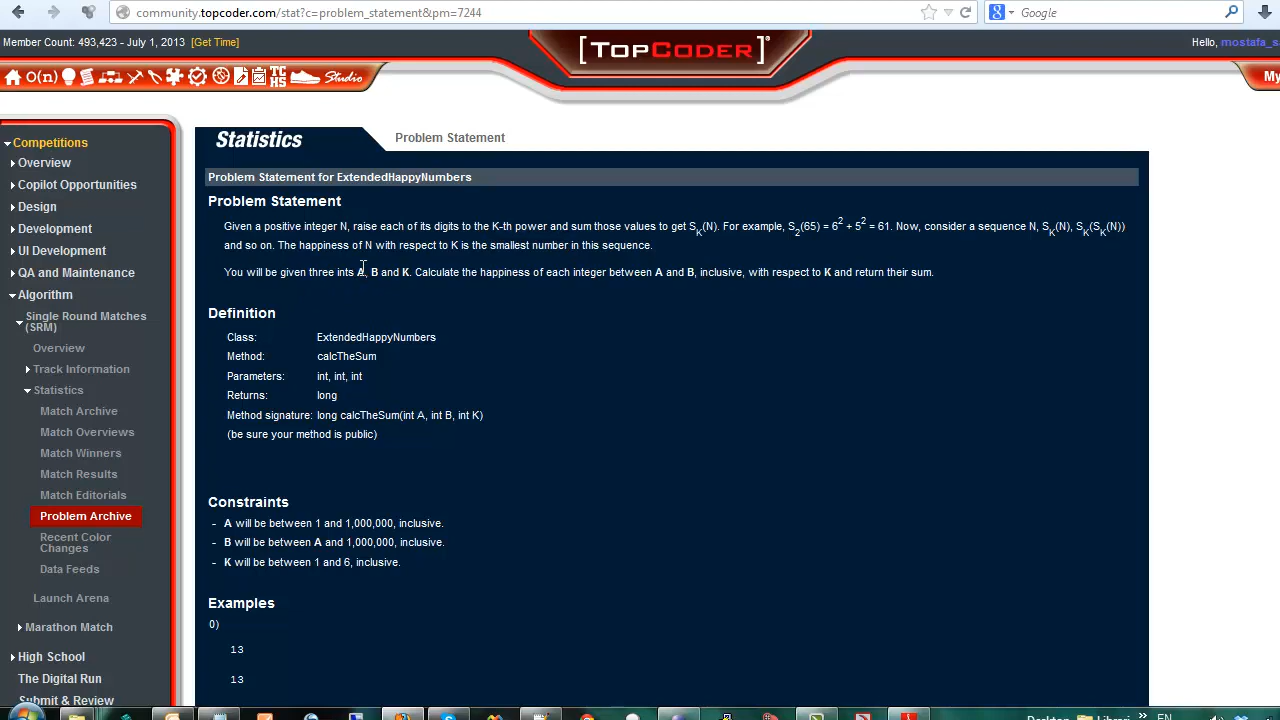 community.topcoder.com/stat?c=problem_statement&pm=7244
Google
Member Count: 493,423 - July 1, 2013 [Get Time]
[TOPCODER]®
Hello, mostafa_s
O(n)
TC
HS
Studio
My
Competitions
Overview
Copilot Opportunities
Design
Development
UI Development
QA and Maintenance
Algorithm
Single Round Matches
(SRM)
Overview
Track Information
Statistics
Match Archive
Match Overviews
Match Winners
Match Results
Match Editorials
Problem Archive
Recent Color
Changes
Data Feeds
Launch Arena
Marathon Match
High School
The Digital Run
Submit & Review
Statistics
Problem Statement
Problem Statement for ExtendedHappyNumbers
Problem Statement
Given a positive integer N, raise each of its digits to the K-th power and sum those values to get SK(N). For example, S2(65) = 6² + 5² = 61. Now, consider a sequence N, SK(N), SK(SK(N))
and so on. The happiness of N with respect to K is the smallest number in this sequence.
You will be given three ints A, B and K. Calculate the happiness of each integer between A and B, inclusive, with respect to K and return their sum.
Definition
Class: ExtendedHappyNumbers
Method: calcTheSum
Parameters: int, int, int
Returns: long
Method signature: long calcTheSum(int A, int B, int K)
(be sure your method is public)
Constraints
- A will be between 1 and 1,000,000, inclusive.
- B will be between A and 1,000,000, inclusive.
- K will be between 1 and 6, inclusive.
Examples
0)
13
13
Desktop
Librari
EN